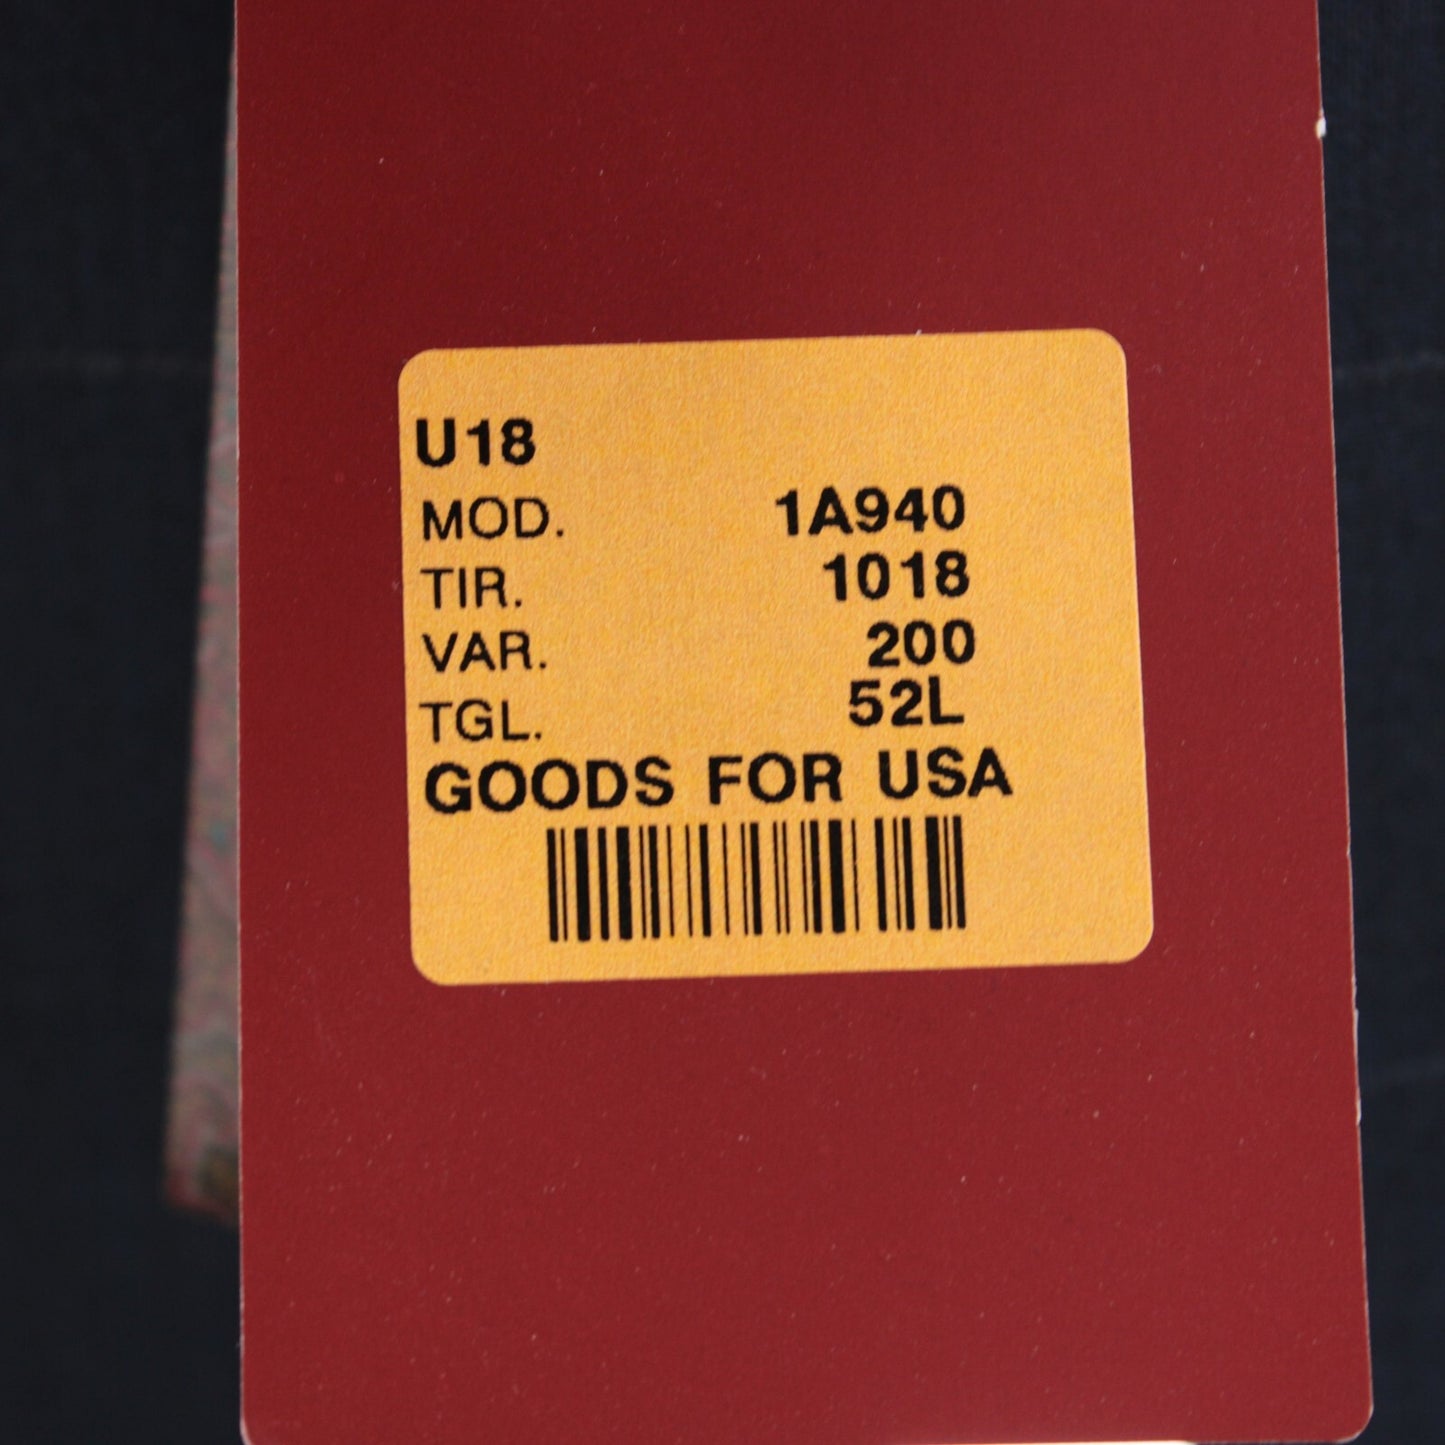 U18
MOD. 1A940
TIR. 1018
VAR. 200
TGL. 52L
GOODS FOR USA